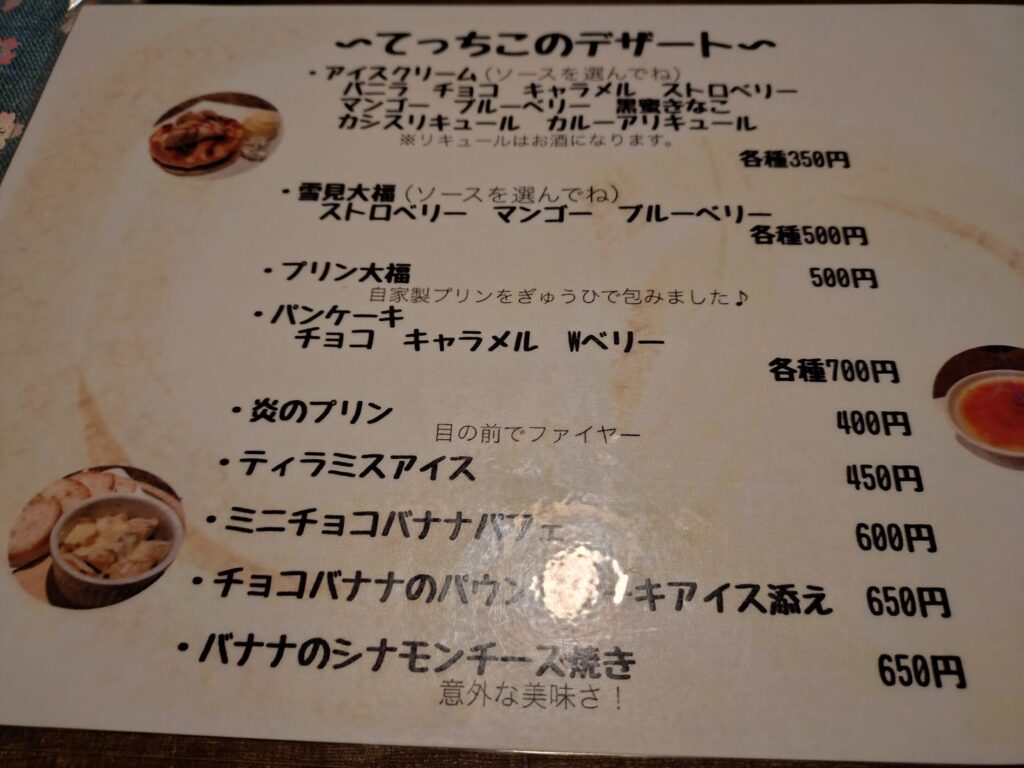 ～てっちこのデザート～
・アイスクリーム(ソースを選んでね)
バニラ チョコ キャラメル ストロベリー
マンゴー ブルーベリー 黒蜜きなこ
カシスリキュール カルーアリキュール
※リキュールはお酒になります。
各種350円
・雪見大福(ソースを選んでね)
ストロベリー マンゴー ブルーベリー
各種500円
・プリン大福 500円
自家製プリンをぎゅうひで包みました♪
・パンケーキ
チョコ キャラメル Wベリー
各種700円
・炎のプリン 400円
目の前でファイヤー
・ティラミスアイス 450円
・ミニチョコバナナパフェ 600円
・チョコバナナのパウン キアイス添え 650円
・バナナのシナモンチーズ焼き 650円
意外な美味さ！